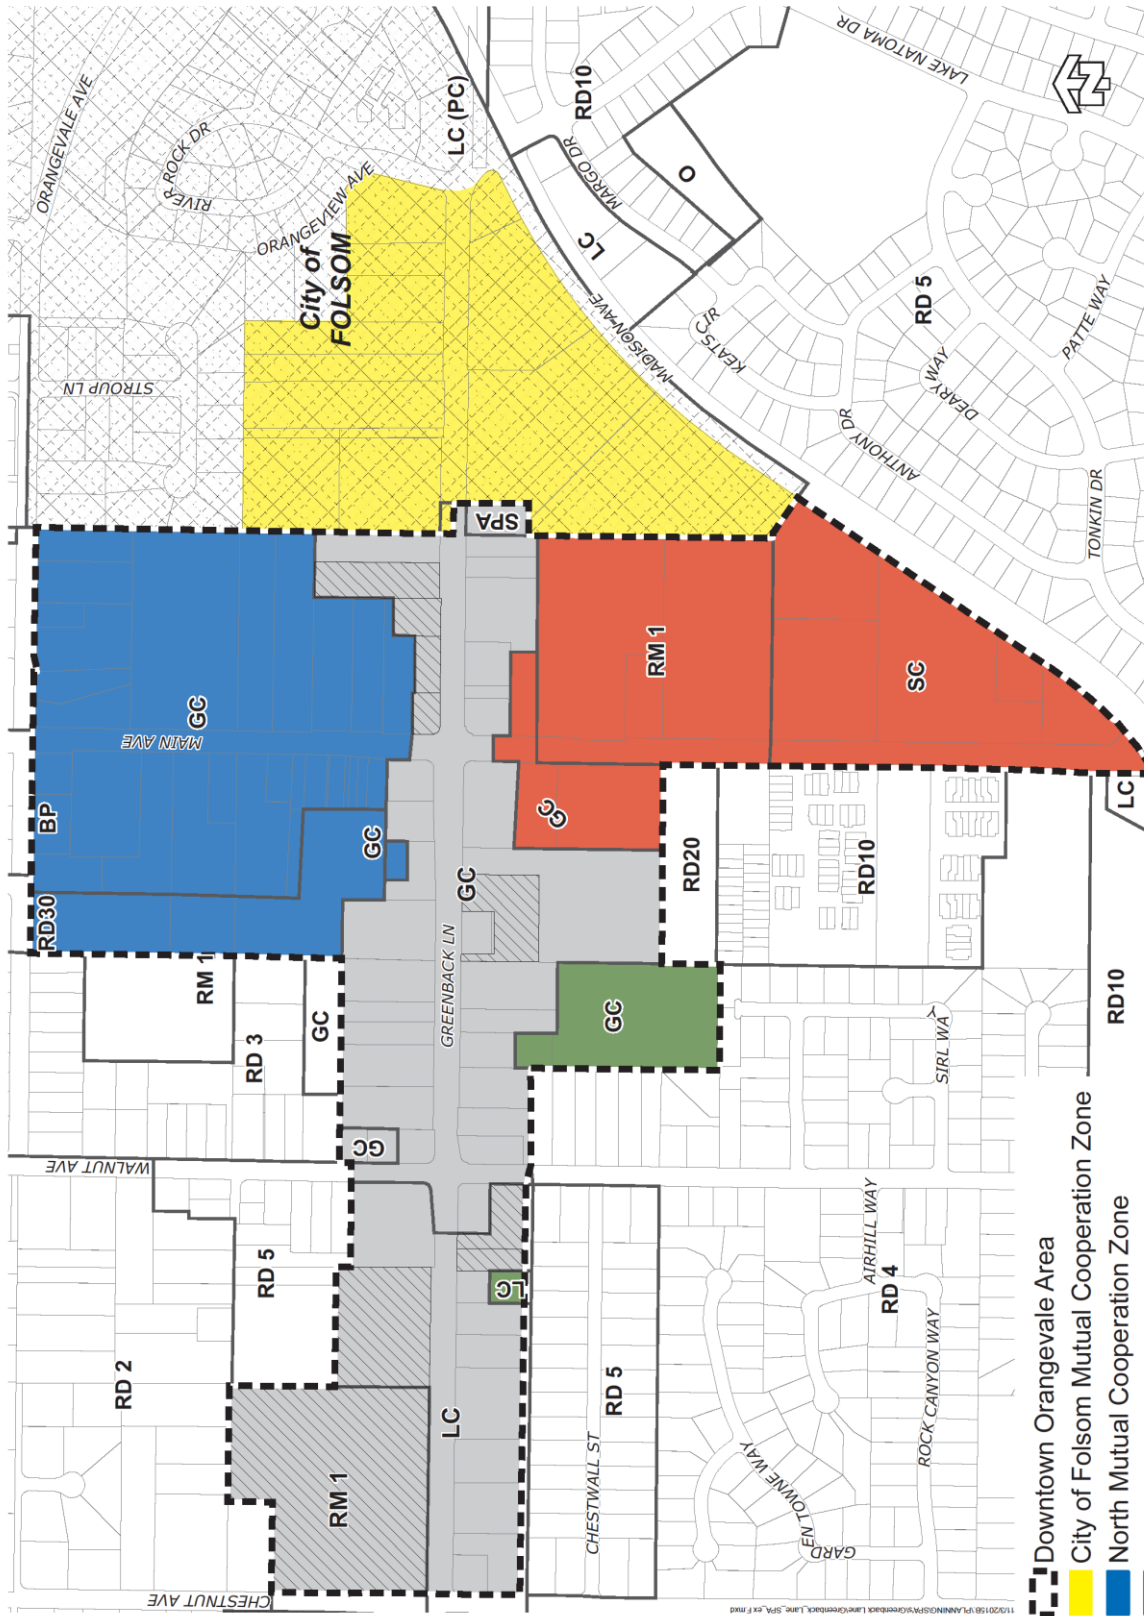 ORANGEVALE AVE
RIVER ROCK DR
ORANGEVIEW AVE
City of
FOLSOM
STROUP LN
LC (PC)
RD10
LAKE NATOMA DR
N
MARGO DR
O
LC
MADISON AVE
KEATS CIR
RD 5
DEARY WAY
PATTE WAY
ANTHONY DR
TONKIN DR
SPA
GC
MAIN AVE
BP
RD30
GC
GC
GREENBACK LN
RM 1
SC
GC
LC
RD20
RD10
RD10
RM 1
RD 3
GC
GC
SIRL WAY
WALNUT AVE
GC
RD 5
RD 2
LC
AIRHILL WAY
RD 4
ROCK CANYON WAY
RM 1
LC
RD 5
CHESTWALL ST
GARDEN TOWNE WAY
CHESTNUT AVE
Downtown Orangevale Area
City of Folsom Mutual Cooperation Zone
North Mutual Cooperation Zone